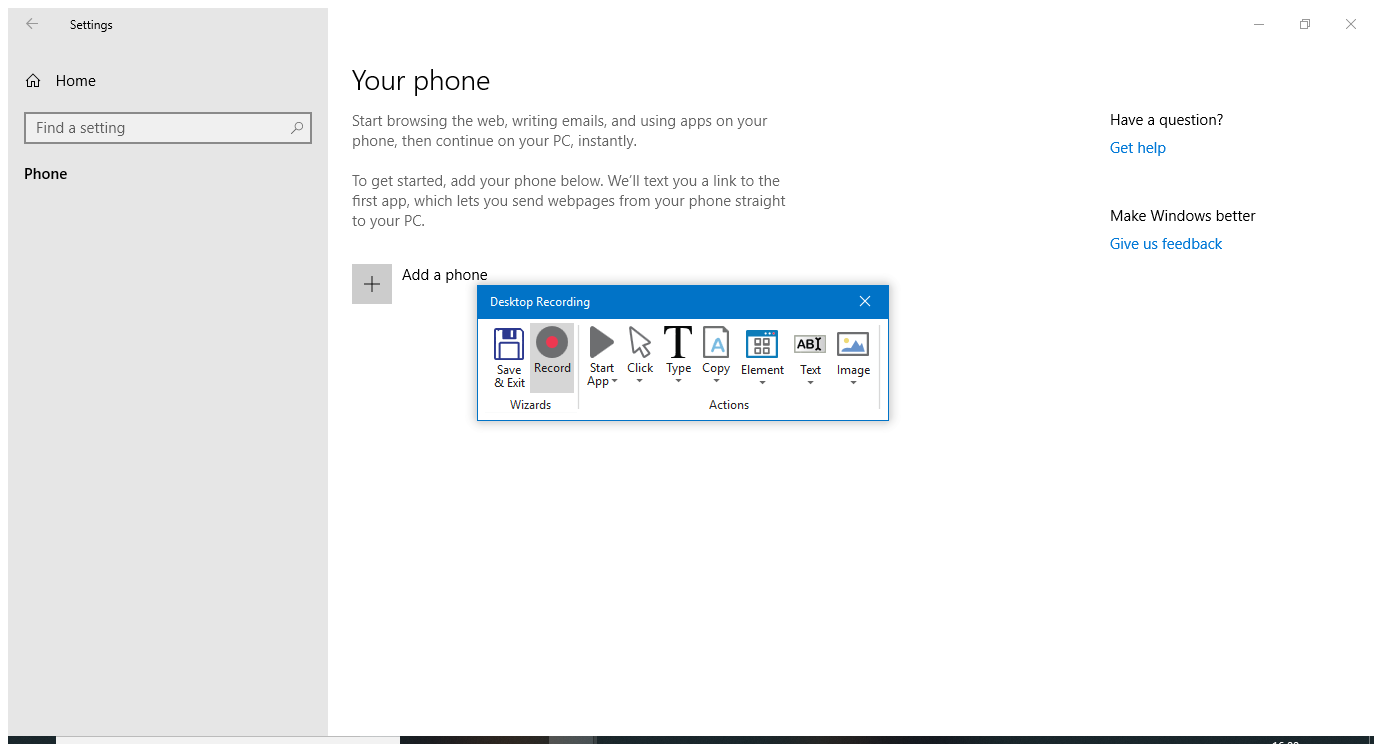 Settings
Home
Find a setting
Phone
Your phone
Start browsing the web, writing emails, and using apps on your
phone, then continue on your PC, instantly.
To get started, add your phone below. We'll text you a link to the
first app, which lets you send webpages from your phone straight
to your PC.
Add a phone
Have a question?
Get help
Make Windows better
Give us feedback
Desktop Recording
Save
& Exit
Record
Wizards
Start
App
Click
Type
Copy
Element
Text
Image
Actions